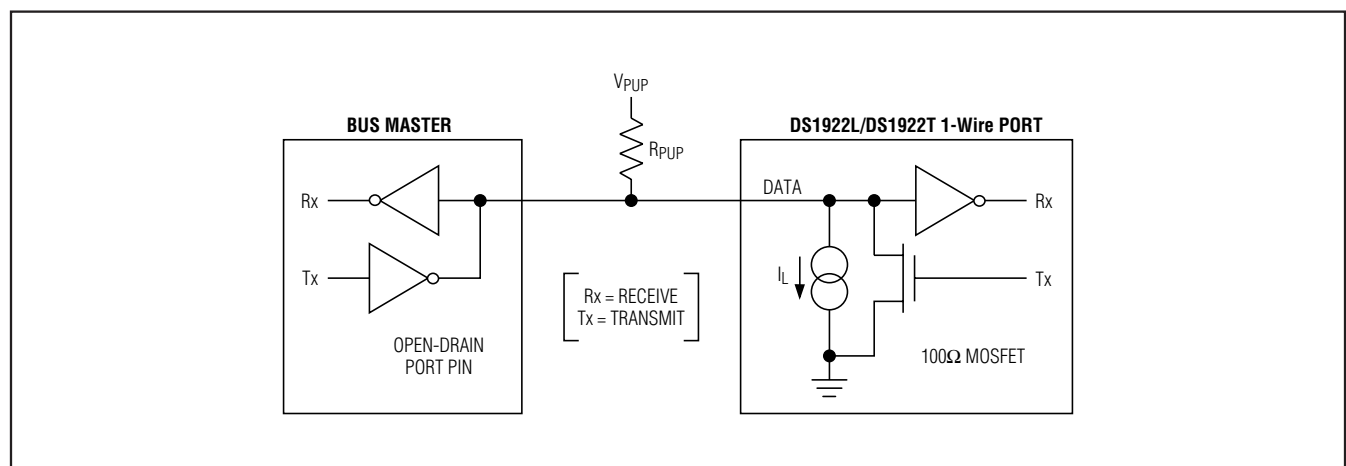 VPUP
BUS MASTER
DS1922L/DS1922T 1-Wire PORT
RPUP
DATA
Rx
Rx
Tx
IL
Tx
Rx = RECEIVE
Tx = TRANSMIT
OPEN-DRAIN
PORT PIN
100Ω MOSFET